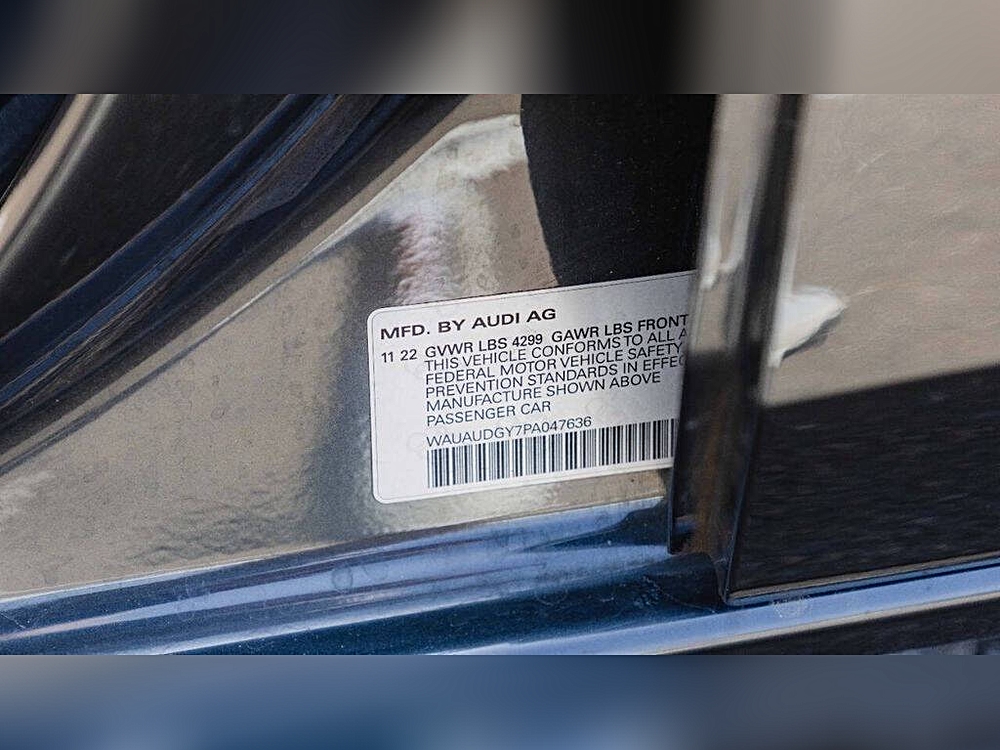 MFD. BY AUDI AG
11 22 GVWR LBS 4299 GAWR LBS FRONT
THIS VEHICLE CONFORMS TO ALL A
FEDERAL MOTOR VEHICLE SAFETY
PREVENTION STANDARDS IN EFFEC
MANUFACTURE SHOWN ABOVE
PASSENGER CAR
WAUAUDGY7PA047636